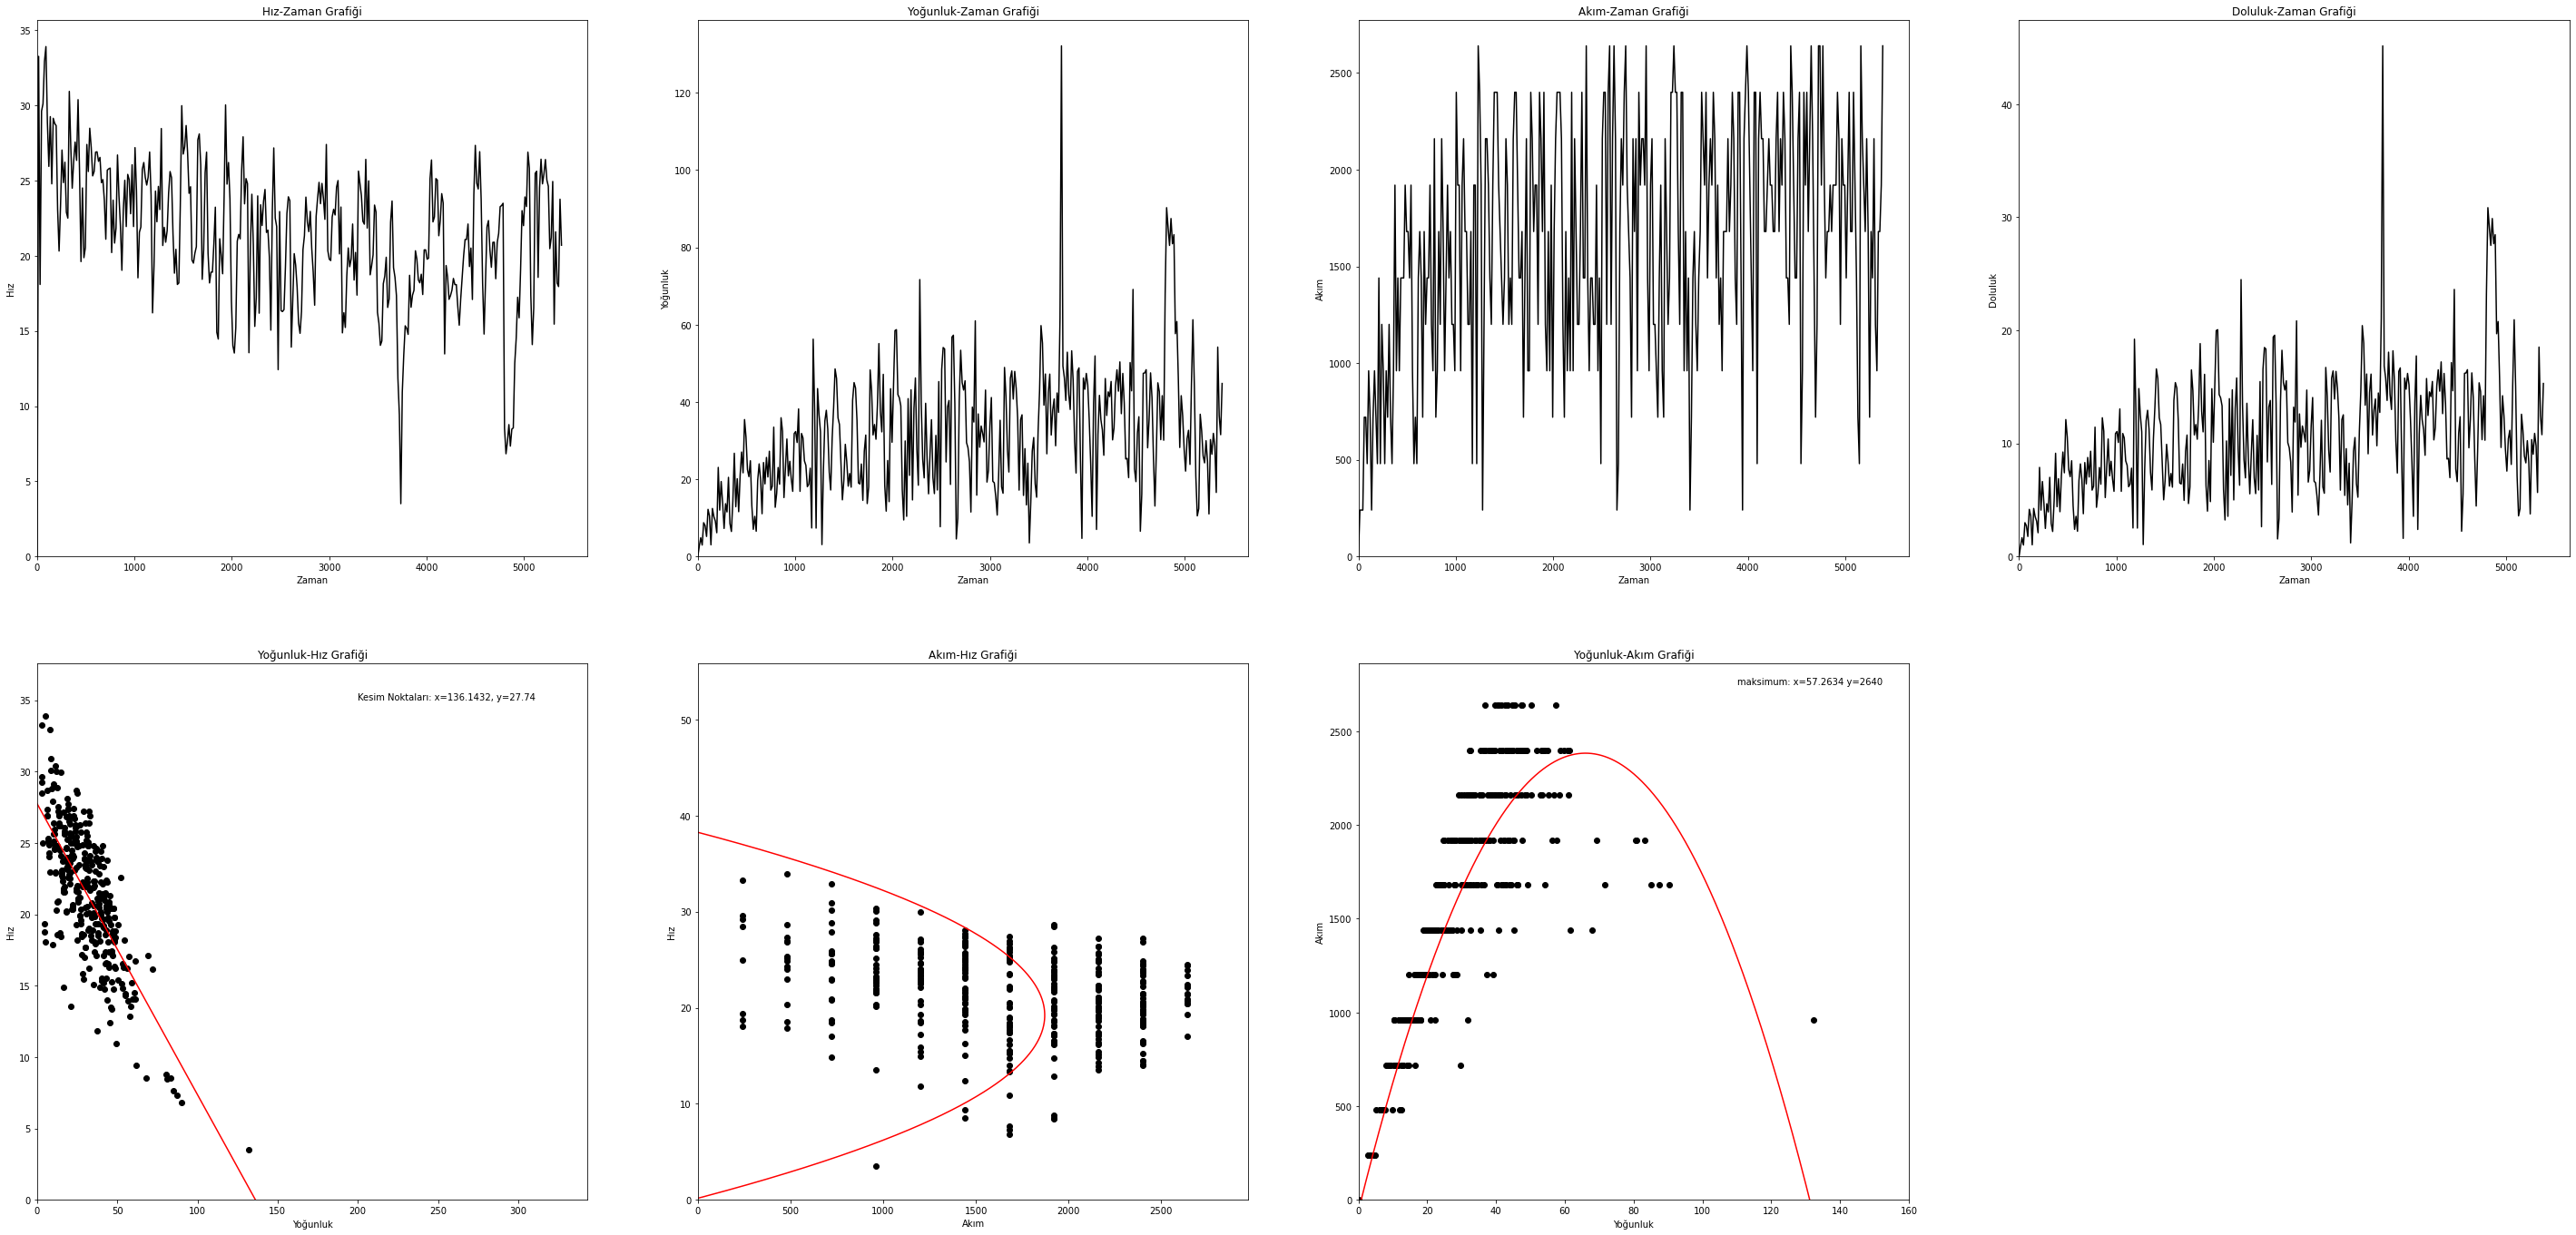 Hız-Zaman Grafiği
Hız
0 5 10 15 20 25 30 35
0 1000 2000 3000 4000 5000
Zaman
Yoğunluk-Zaman Grafiği
Yoğunluk
0 20 40 60 80 100 120
0 1000 2000 3000 4000 5000
Zaman
Akım-Zaman Grafiği
Akım
0 500 1000 1500 2000 2500
0 1000 2000 3000 4000 5000
Zaman
Doluluk-Zaman Grafiği
Doluluk
0 10 20 30 40
0 1000 2000 3000 4000 5000
Zaman
Yoğunluk-Hız Grafiği
Kesim Noktaları: x=136.1432, y=27.74
Hız
0 5 10 15 20 25 30 35
0 50 100 150 200 250 300
Yoğunluk
Akım-Hız Grafiği
Hız
0 10 20 30 40 50
0 500 1000 1500 2000 2500
Akım
Yoğunluk-Akım Grafiği
maksimum: x=57.2634 y=2640
Akım
0 500 1000 1500 2000 2500
0 20 40 60 80 100 120 140 160
Yoğunluk